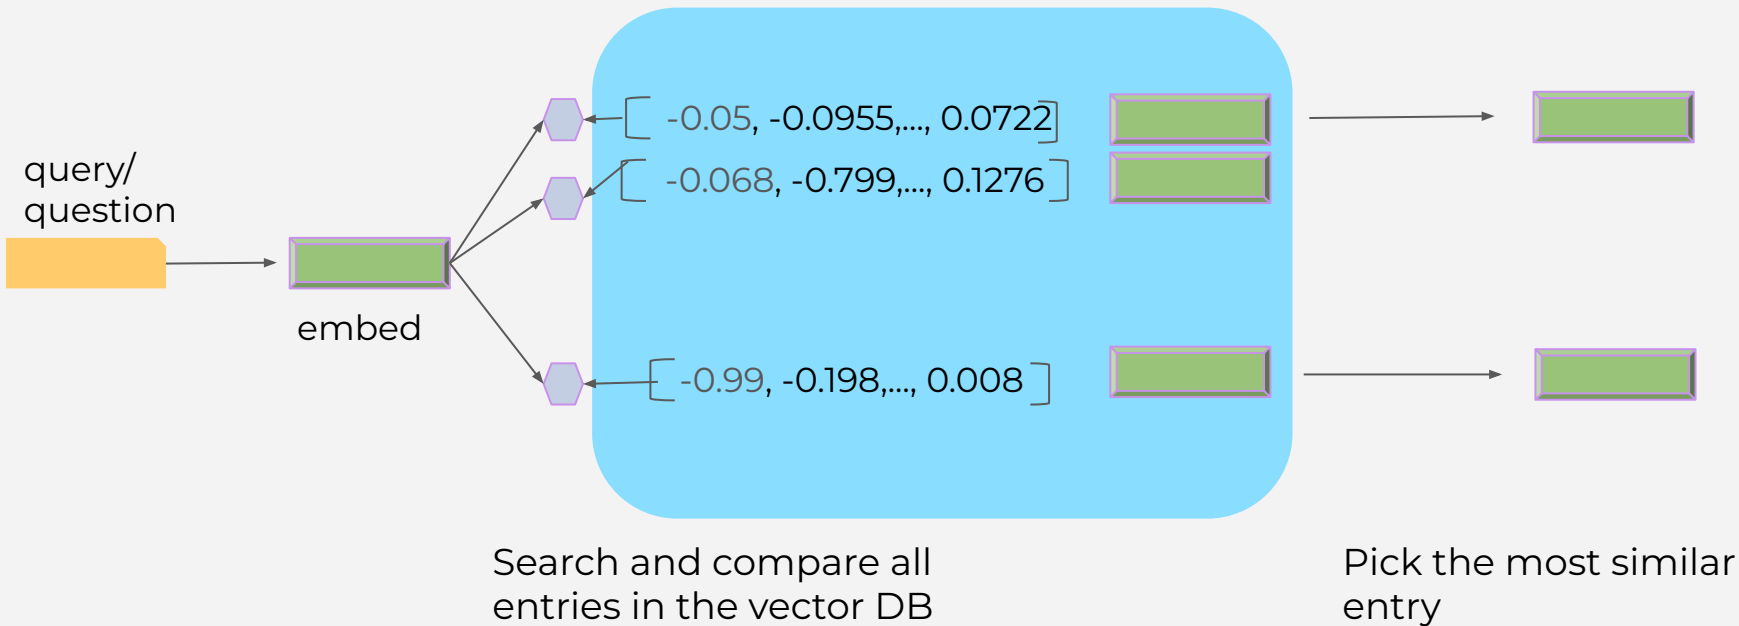 query/
question
embed
-0.05, -0.0955,..., 0.0722
-0.068, -0.799,..., 0.1276
-0.99, -0.198,..., 0.008
Search and compare all
entries in the vector DB
Pick the most similar
entry